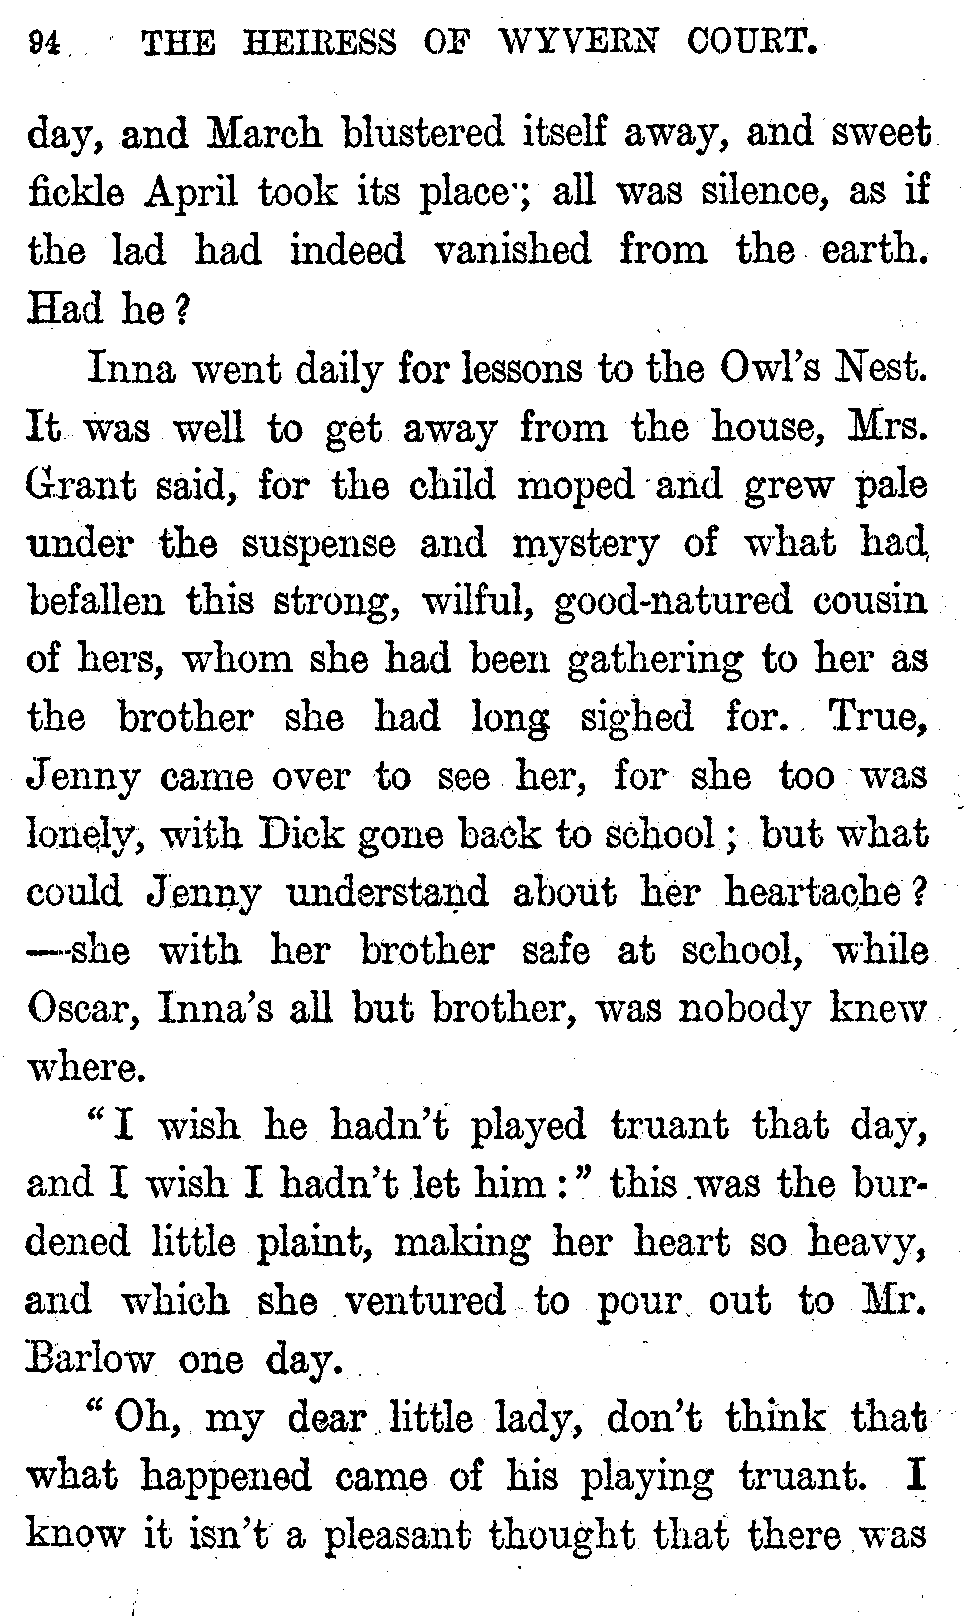 94 THE HEIRESS OF WYVERN COURT.
day, and March blustered itself away, and sweet
fickle April took its place; all was silence, as if
the lad had indeed vanished from the earth.
Had he?
Inna went daily for lessons to the Owl's Nest.
It was well to get away from the house, Mrs.
Grant said, for the child moped and grew pale
under the suspense and mystery of what had
befallen this strong, wilful, good-natured cousin
of hers, whom she had been gathering to her as
the brother she had long sighed for. True,
Jenny came over to see her, for she too was
lonely, with Dick gone back to school; but what
could Jenny understand about her heartache?
—she with her brother safe at school, while
Oscar, Inna's all but brother, was nobody knew
where.
"I wish he hadn't played truant that day,
and I wish I hadn't let him:" this was the bur-
dened little plaint, making her heart so heavy,
and which she ventured to pour out to Mr.
Barlow one day.
"Oh, my dear little lady, don't think that
what happened came of his playing truant. I
know it isn't a pleasant thought that there was